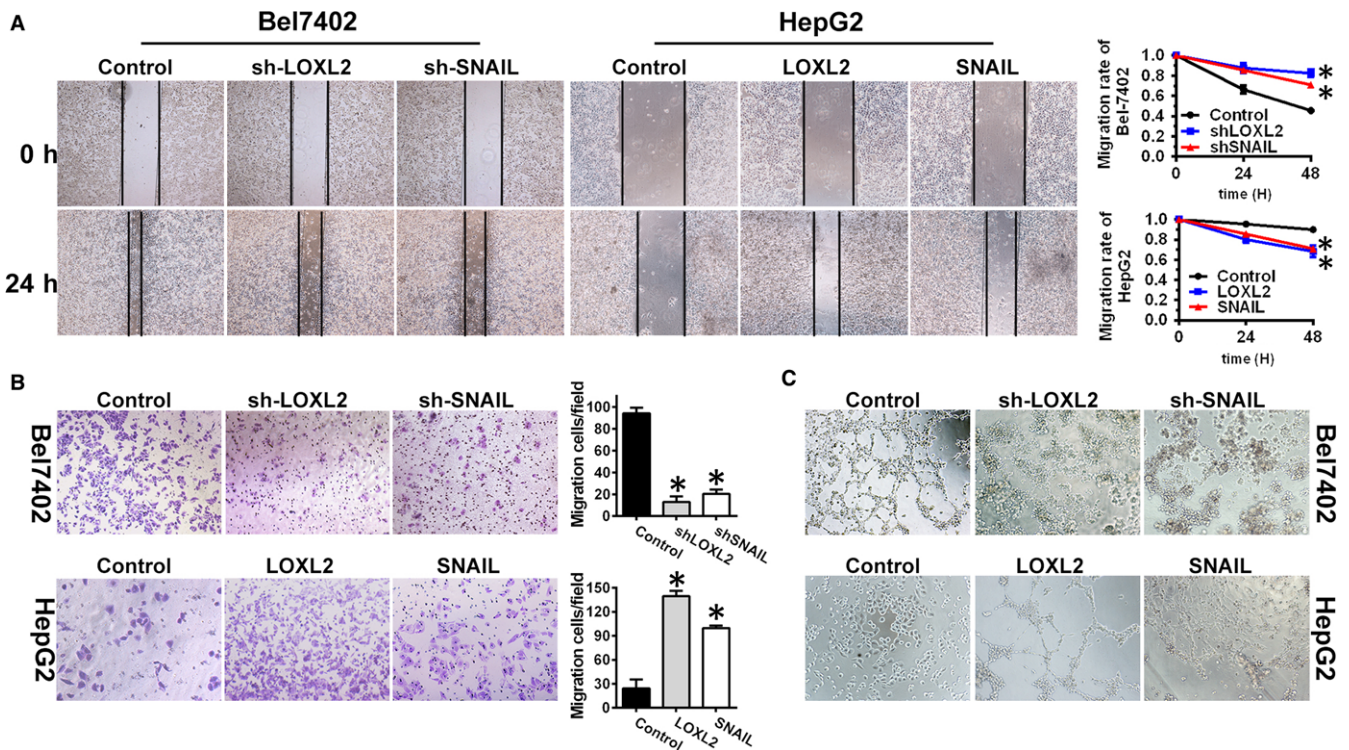 A
Bel7402
HepG2
Control
sh-LOXL2
sh-SNAIL
Control
LOXL2
SNAIL
0 h
24 h
Migration rate of
Bel-7402
1.0
0.8
0.6
0.4
0.2
0.0
Control
shLOXL2
shSNAIL
*
*
0
24
48
time (H)
Migration rate of
HepG2
1.0
0.8
0.6
0.4
0.2
0.0
Control
LOXL2
SNAIL
*
*
0
24
48
time (H)
B
Control
sh-LOXL2
sh-SNAIL
Bel7402
Migration cells/field
100
80
60
40
20
0
*
*
Control
shLOXL2
shSNAIL
Control
LOXL2
SNAIL
HepG2
Migration cells/field
150
120
90
60
30
0
*
*
Control
LOXL2
SNAIL
C
Control
sh-LOXL2
sh-SNAIL
Bel7402
Control
LOXL2
SNAIL
HepG2